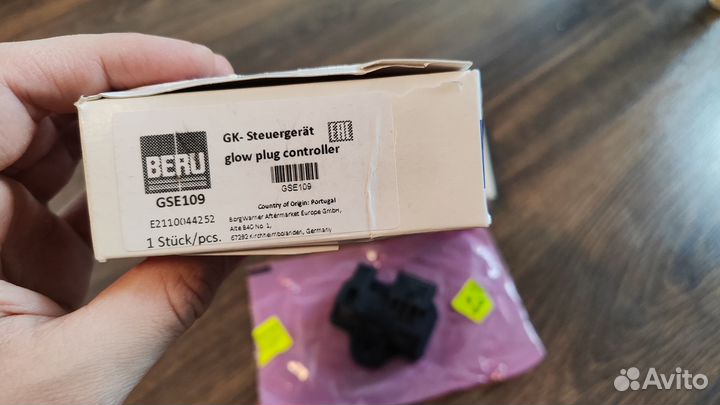 BERU
GSE109
GK- Steuergerät
EAC
glow plug controller
GSE109
E2110044252
1 Stück/pcs.
Country of Origin: Portugal
BorgWarner Aftermarket Europe GmbH,
Alte B40 No. 1,
67292 Kirchheimbolanden, Germany
Avito